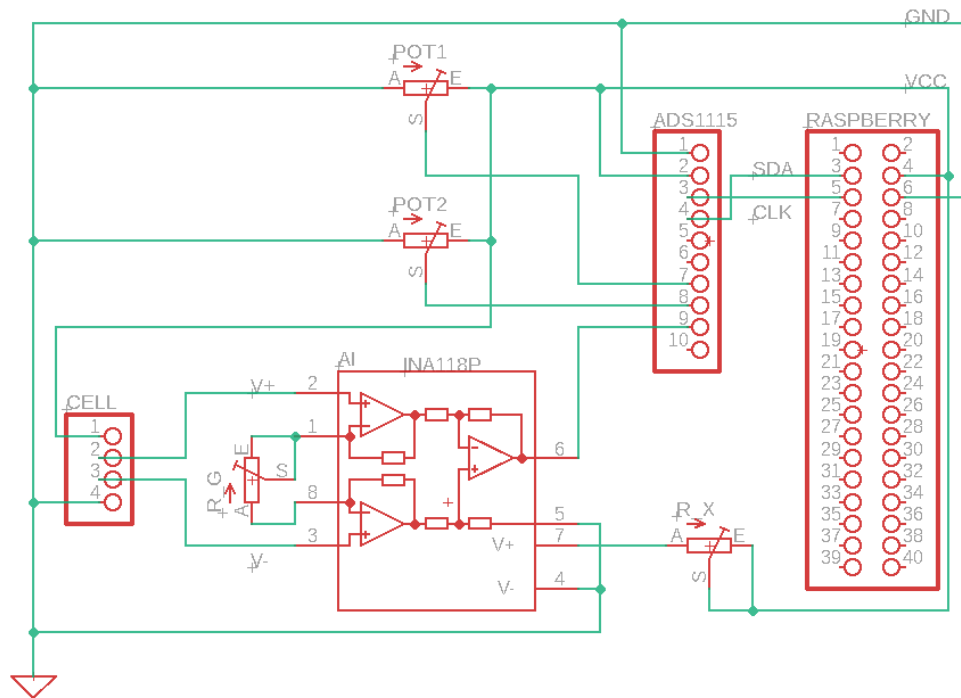 GND
POT1
A E
S
VCC
ADS1115
1
2
3
4
5
6
7
8
9
10
RASPBERRY
1 2
3 4
5 6
7 8
9 10
11 12
13 14
15 16
17 18
19 20
21 22
23 24
25 26
27 28
29 30
31 32
33 34
35 36
37 38
39 40
SDA
CLK
POT2
A E
S
AI
INA118P
V+
2
1
8
3
V-
6
5
7
4
V+
V-
CELL
1
2
3
4
R_G
E
S
A
R_X
A E
S